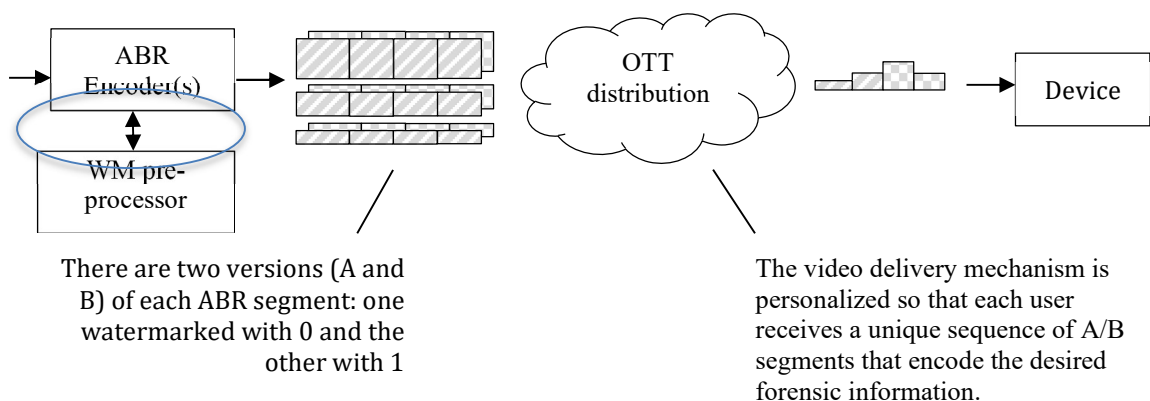 ABR
Encoder(s)
WM pre-
processor
OTT
distribution
Device
There are two versions (A and
B) of each ABR segment: one
watermarked with 0 and the
other with 1
The video delivery mechanism is
personalized so that each user
receives a unique sequence of A/B
segments that encode the desired
forensic information.